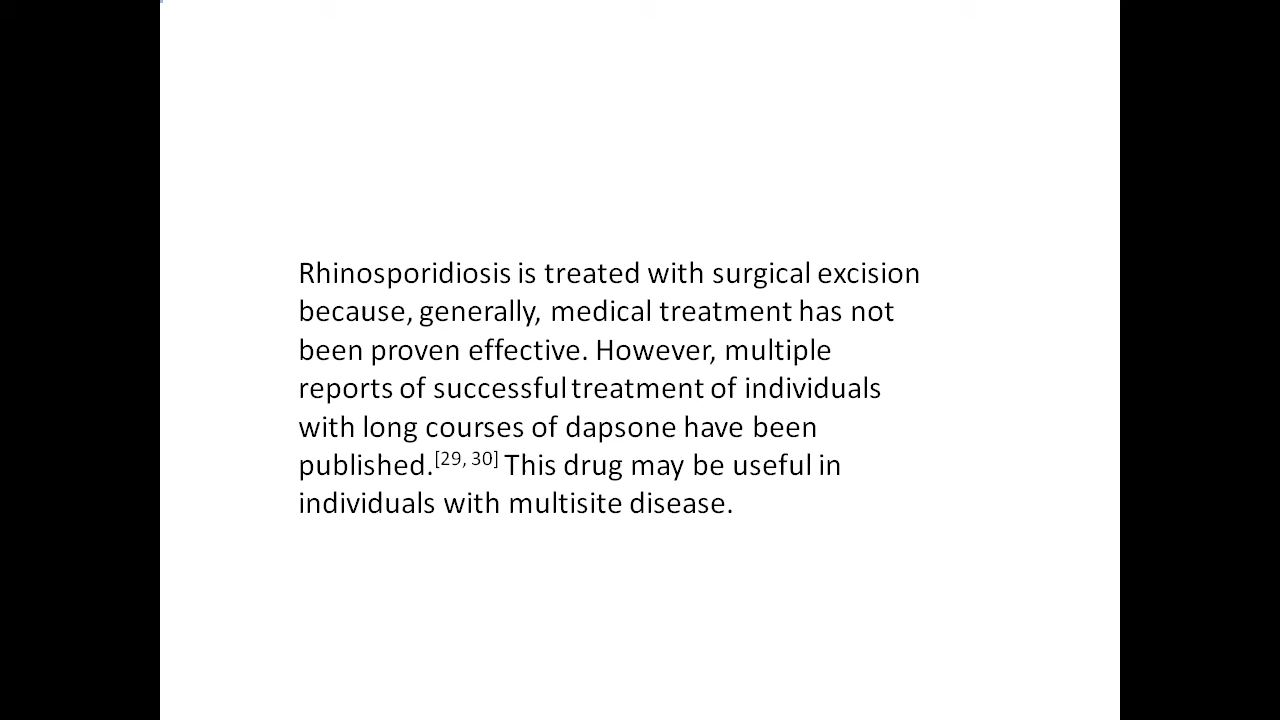 Rhinosporidiosis is treated with surgical excision
because, generally, medical treatment has not
been proven effective. However, multiple
reports of successful treatment of individuals
with long courses of dapsone have been
published.[29, 30] This drug may be useful in
individuals with multisite disease.